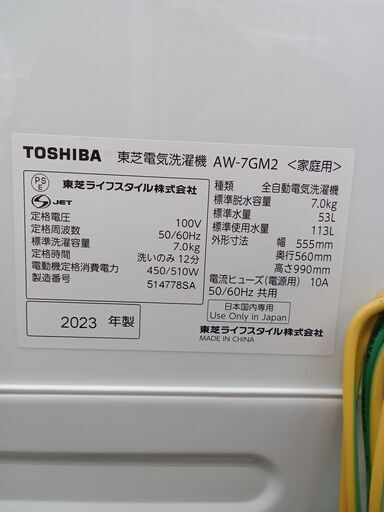 TOSHIBA 東芝電気洗濯機 AW-7GM2 <家庭用>
PS
E
東芝ライフスタイル株式会社
S JET
定格電圧 100V
定格周波数 50/60Hz
標準洗濯容量 7.0kg
定格時間 洗いのみ 12分
電動機定格消費電力 450/510W
製造番号 514778SA
2023 年製
種類 全自動電気洗濯機
標準脱水容量 7.0kg
標準水量 53L
標準使用水量 113L
外形寸法 幅 555mm
奥行560mm
高さ990mm
電流ヒューズ(電源用) 10A
50/60Hz 共用
日本国内専用
Use Only in Japan
東芝ライフスタイル株式会社
MADE IN CHINA